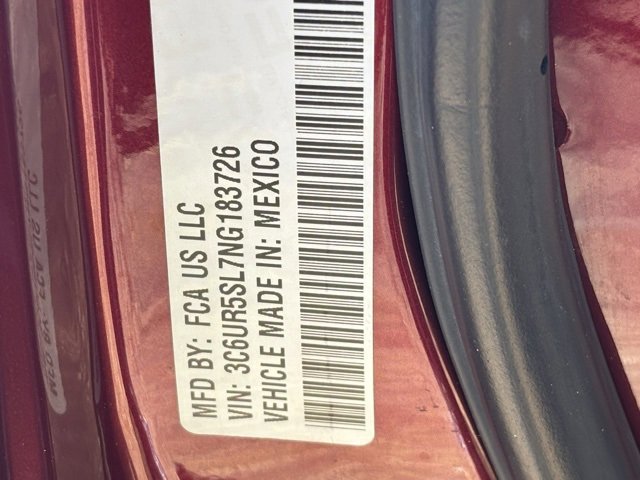 MFD BY: FCA US LLC
VIN: 3C6UR5SL7NG183726
VEHICLE MADE IN: MEXICO